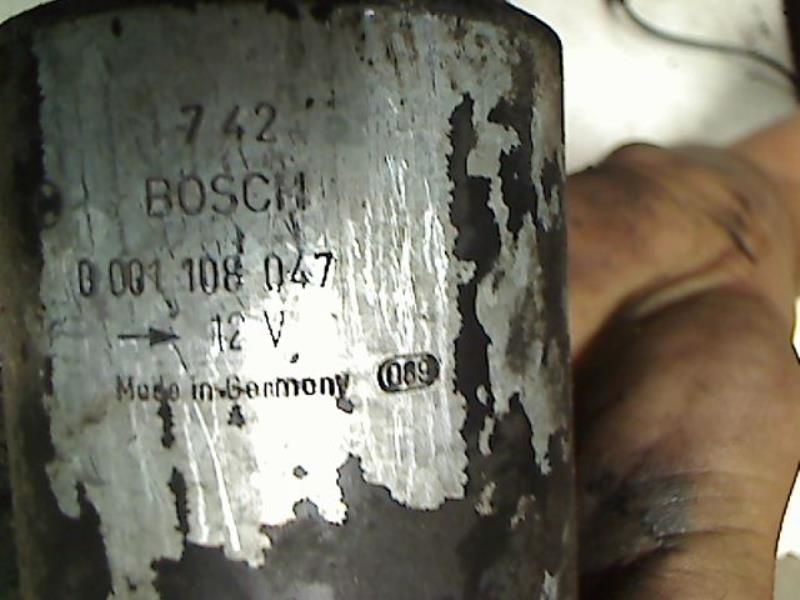 742
BOSCH
0 001 108 047
→ 12 V
Made in Germany 069